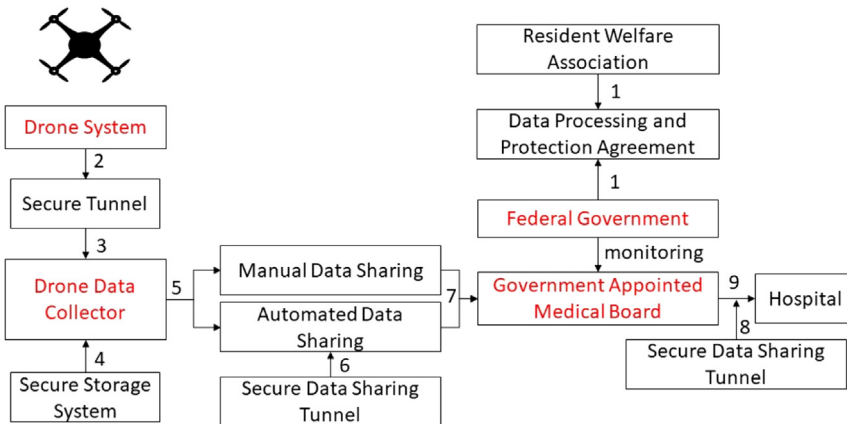 Resident Welfare
Association
1
Data Processing and
Protection Agreement
1
Federal Government
monitoring
Drone System
2
Secure Tunnel
3
Drone Data
Collector
4
Secure Storage
System
5
Manual Data Sharing
Automated Data
Sharing
6
Secure Data Sharing
Tunnel
7
Government Appointed
Medical Board
9
8
Hospital
Secure Data Sharing
Tunnel